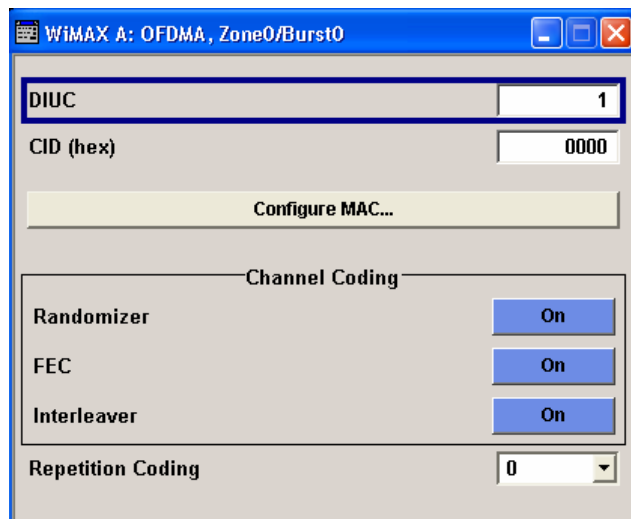 WiMAX A: OFDMA, Zone0/Burst0
DIUC 1
CID (hex) 0000
Configure MAC...
Channel Coding
Randomizer On
FEC On
Interleaver On
Repetition Coding 0